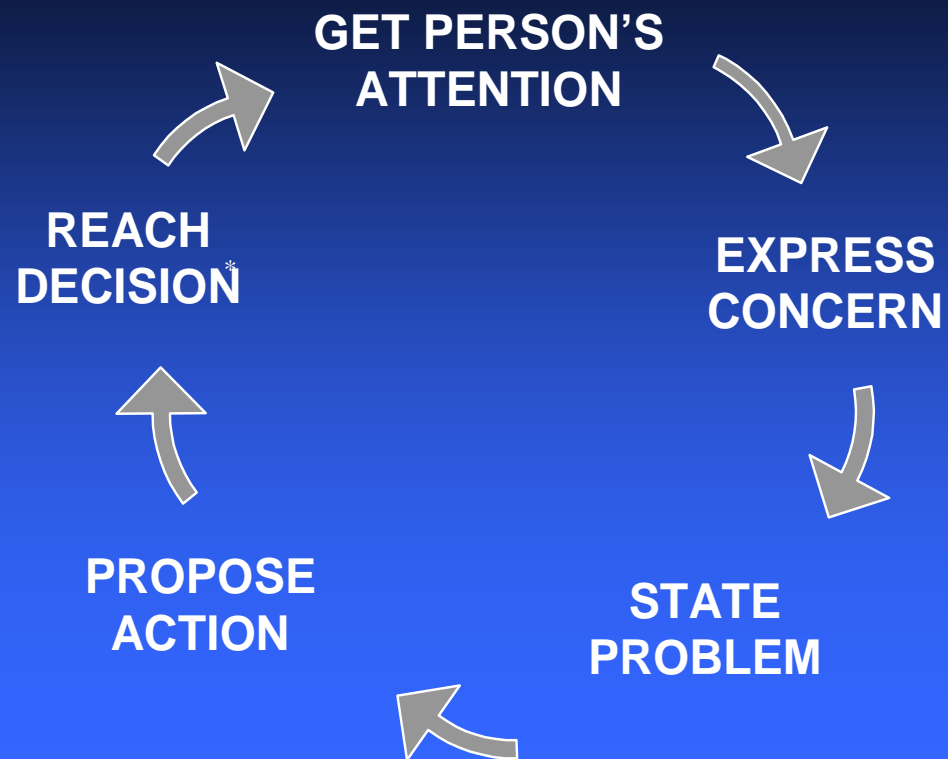 GET PERSON’S
ATTENTION
EXPRESS
CONCERN
STATE
PROBLEM
PROPOSE
ACTION
REACH
DECISION
*